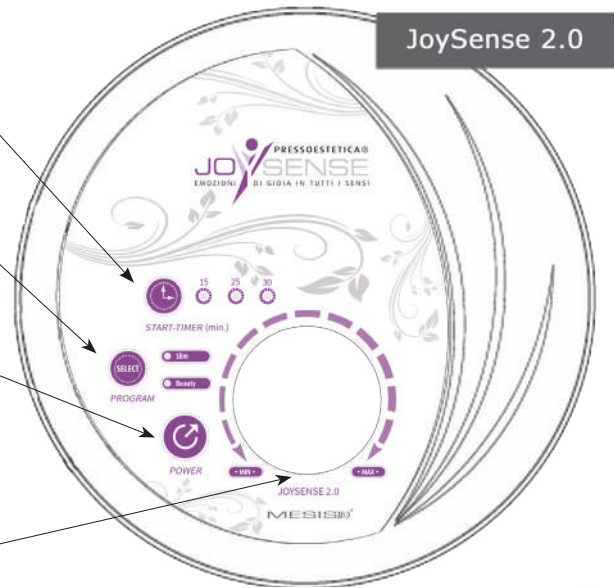 JoySense 2.0
PRESSOESTETICA®
JOYSENSE
EMOZIONI DI GIOIA IN TUTTI I SENSI
15 25 30
START-TIMER (min.)
SELECT
Slim
Beauty
PROGRAM
POWER
• MIN •
• MAX •
JOYSENSE 2.0
MESIS®